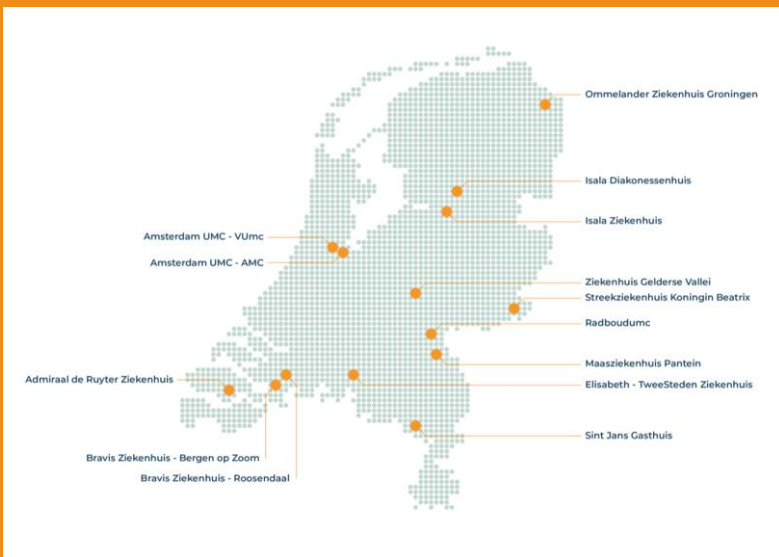 Ommelander Ziekenhuis Groningen
Isala Diakonessenhuis
Isala Ziekenhuis
Amsterdam UMC - VUmc
Amsterdam UMC - AMC
Ziekenhuis Gelderse Vallei
Streekziekenhuis Koningin Beatrix
Radboudumc
Maasziekenhuis Pantein
Admiraal de Ruyter Ziekenhuis
Elisabeth - TweeSteden Ziekenhuis
Sint Jans Gasthuis
Bravis Ziekenhuis - Bergen op Zoom
Bravis Ziekenhuis - Roosendaal